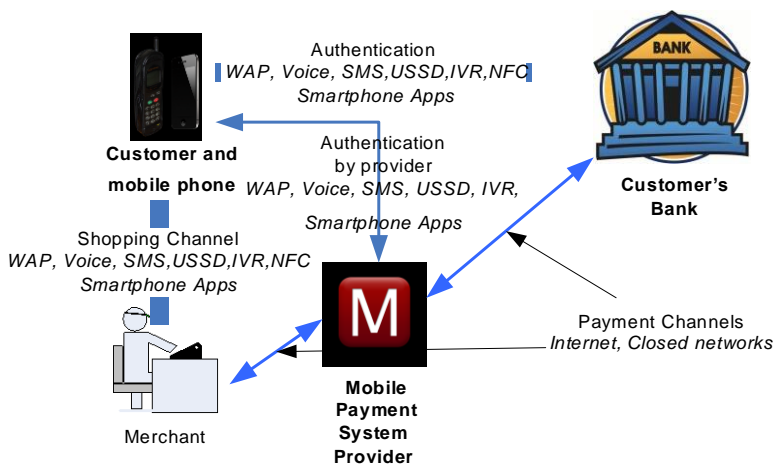 Authentication
WAP, Voice, SMS,USSD,IVR,NFC
Smartphone Apps
BANK
Customer and
mobile phone
Authentication
by provider
WAP, Voice, SMS, USSD, IVR,
Smartphone Apps
Customer's
Bank
Shopping Channel
WAP, Voice, SMS,USSD,IVR,NFC
Smartphone Apps
M
Payment Channels
Internet, Closed networks
Merchant
Mobile
Payment
System
Provider